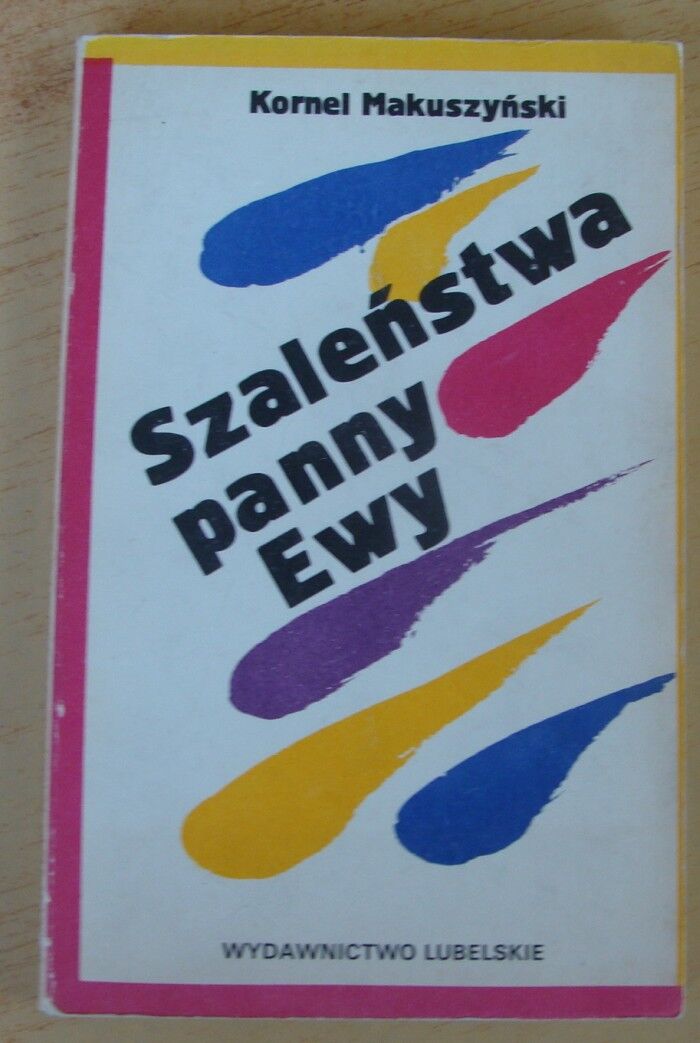 Kornel Makuszyński
Szaleństwa
panny
Ewy
WYDAWNICTWO LUBELSKIE